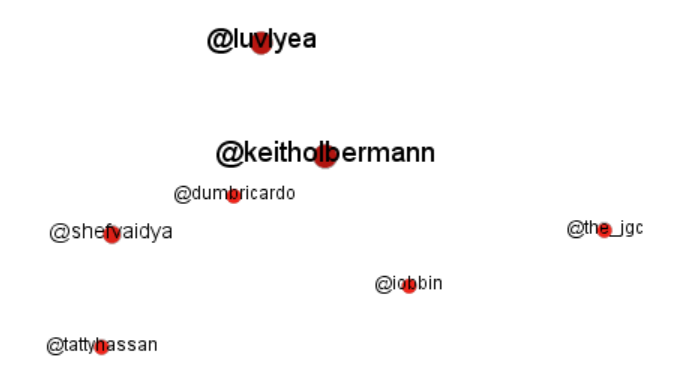 @luvlyea
@keitholbermann
@dumbricardo
@shefvaidya
@the_jgc
@iobbin
@tattyhassan